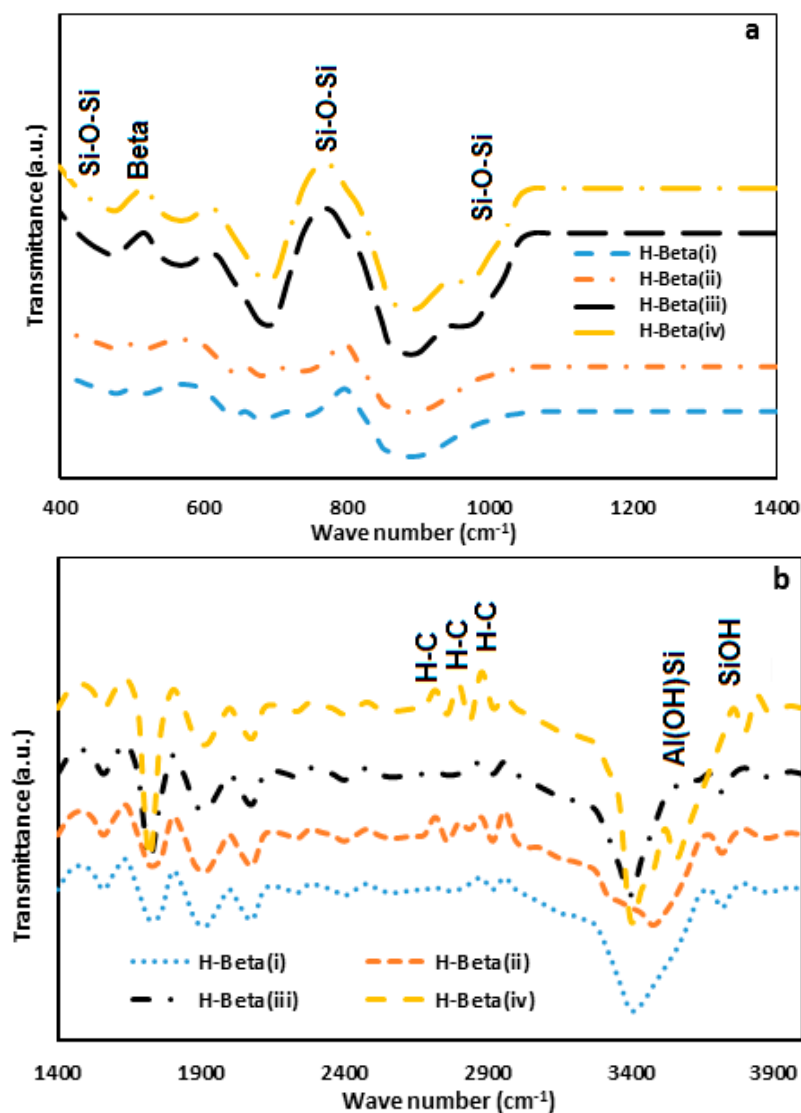 a
Si-O-Si
Beta
Si-O-Si
Si-O-Si
Transmittance (a.u.)
H-Beta(i)
H-Beta(ii)
H-Beta(iii)
H-Beta(iv)
400 600 800 1000 1200 1400
Wave number (cm⁻¹)
b
H-C
H-C
H-C
Al(OH)Si
SiOH
Transmittance (a.u.)
H-Beta(i) H-Beta(ii)
H-Beta(iii) H-Beta(iv)
1400 1900 2400 2900 3400 3900
Wave number (cm⁻¹)